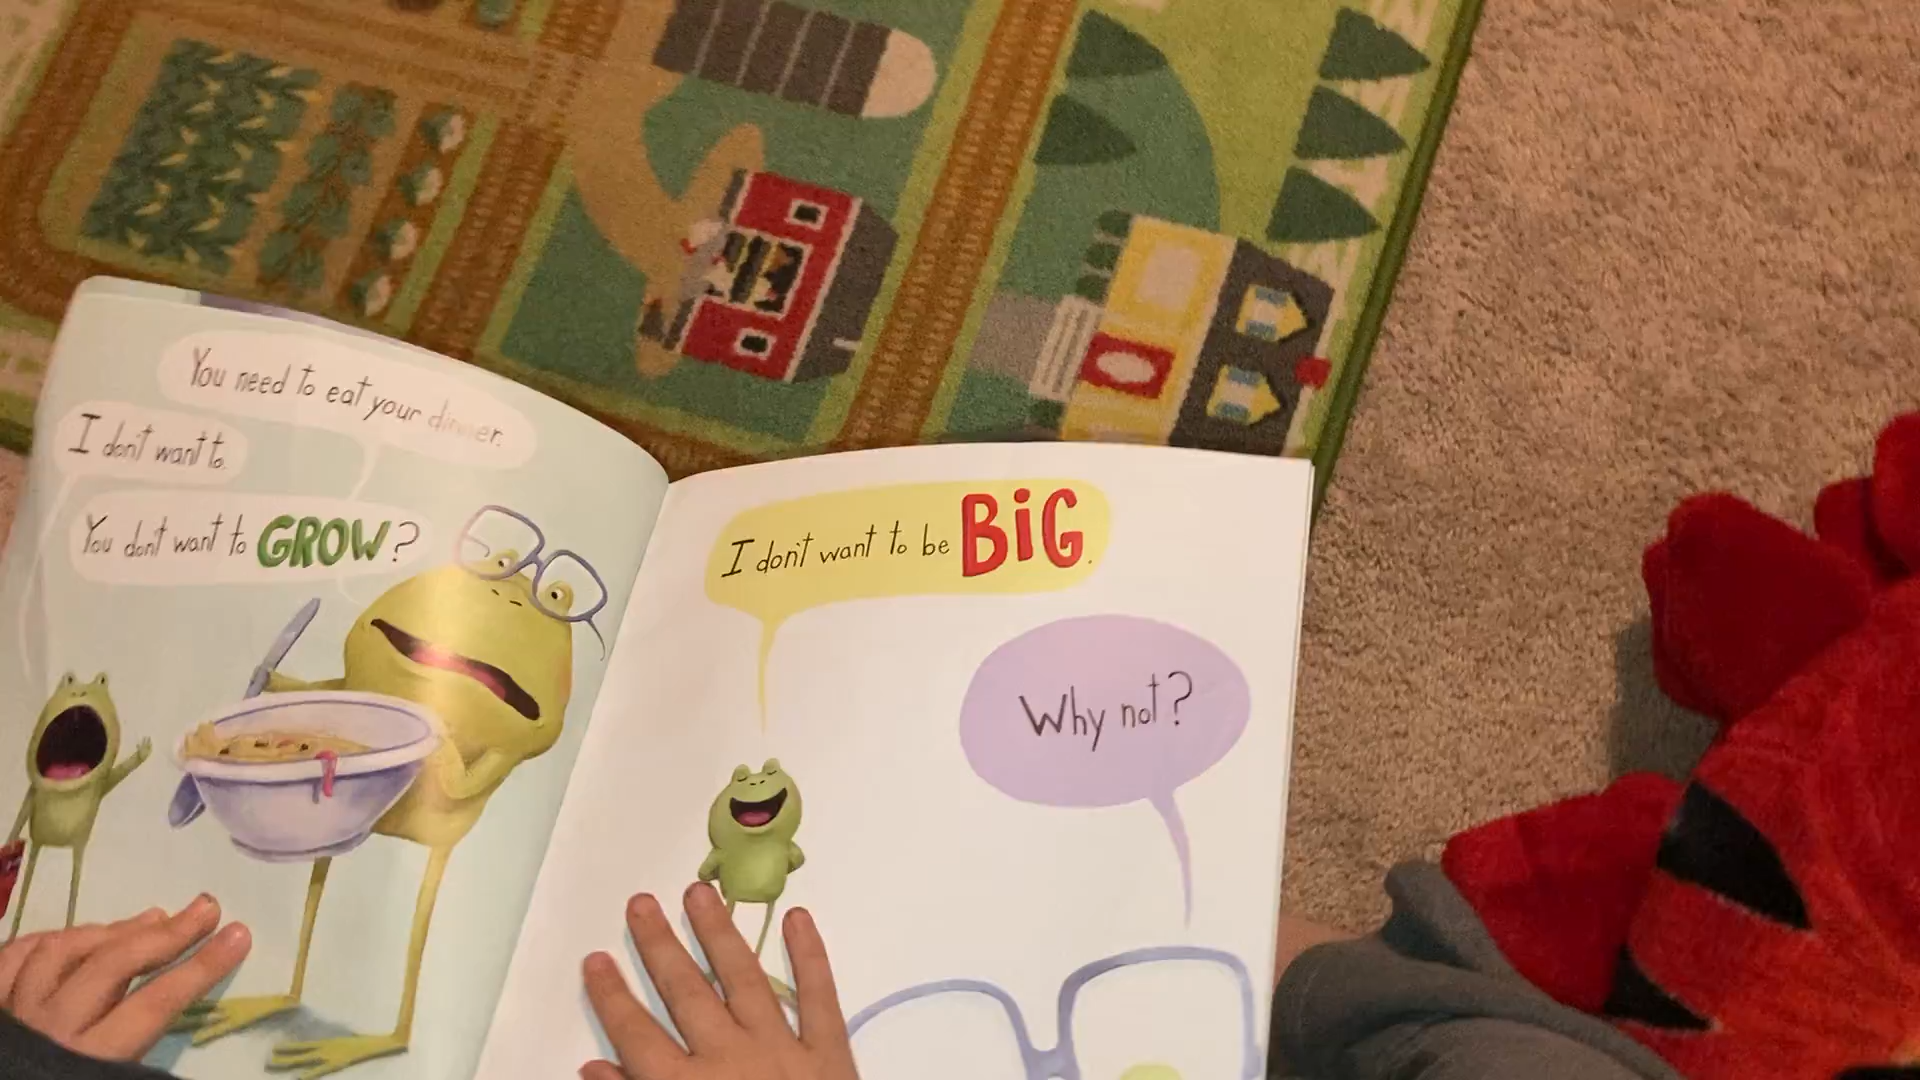 You need to eat your dinner.
I don't want to.
You don't want to GROW?
I don't want to be BiG.
Why not?